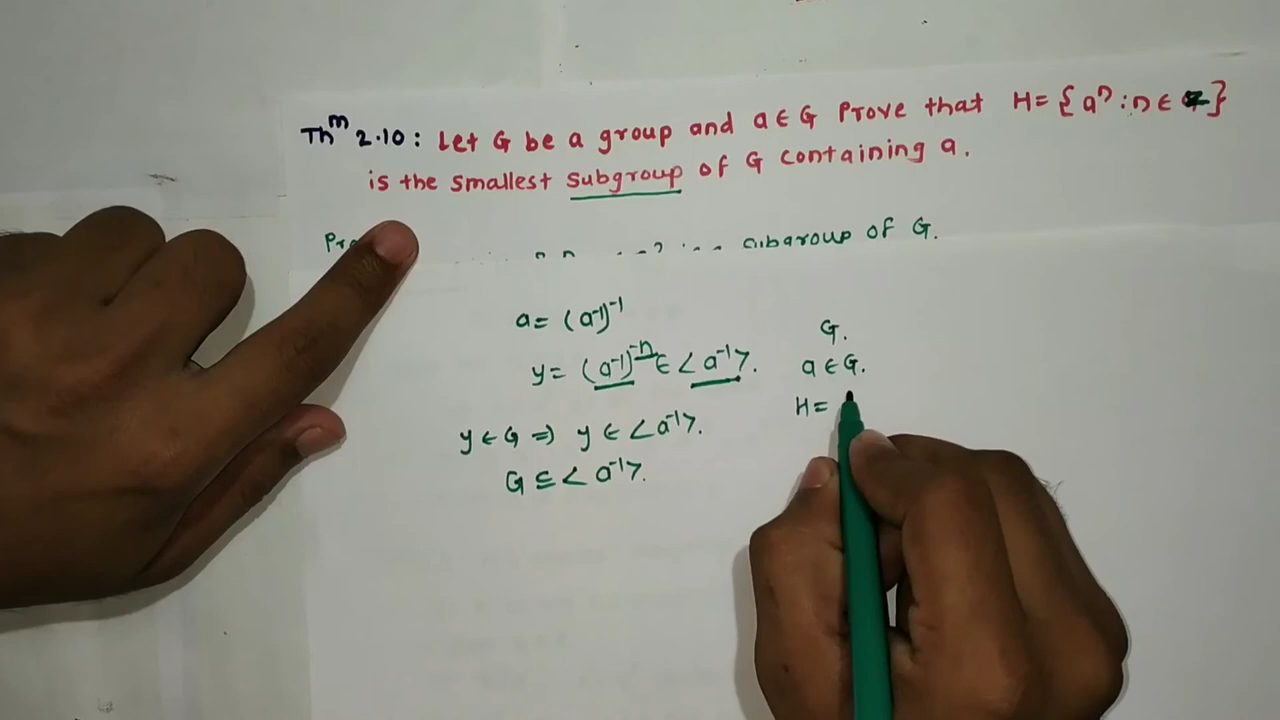 Thᵐ 2.10: Let G be a group and a ∈ G Prove that H = { aⁿ : n ∈ Z }
is the smallest subgroup of G containing a.
subgroup of G.
a = (a⁻¹)⁻¹
y = (a⁻¹)⁻ⁿ ∈ < a⁻¹ >.
y ∈ G ⇒ y ∈ < a⁻¹ >.
G ⊆ < a⁻¹ >.
G.
a ∈ G.
H =